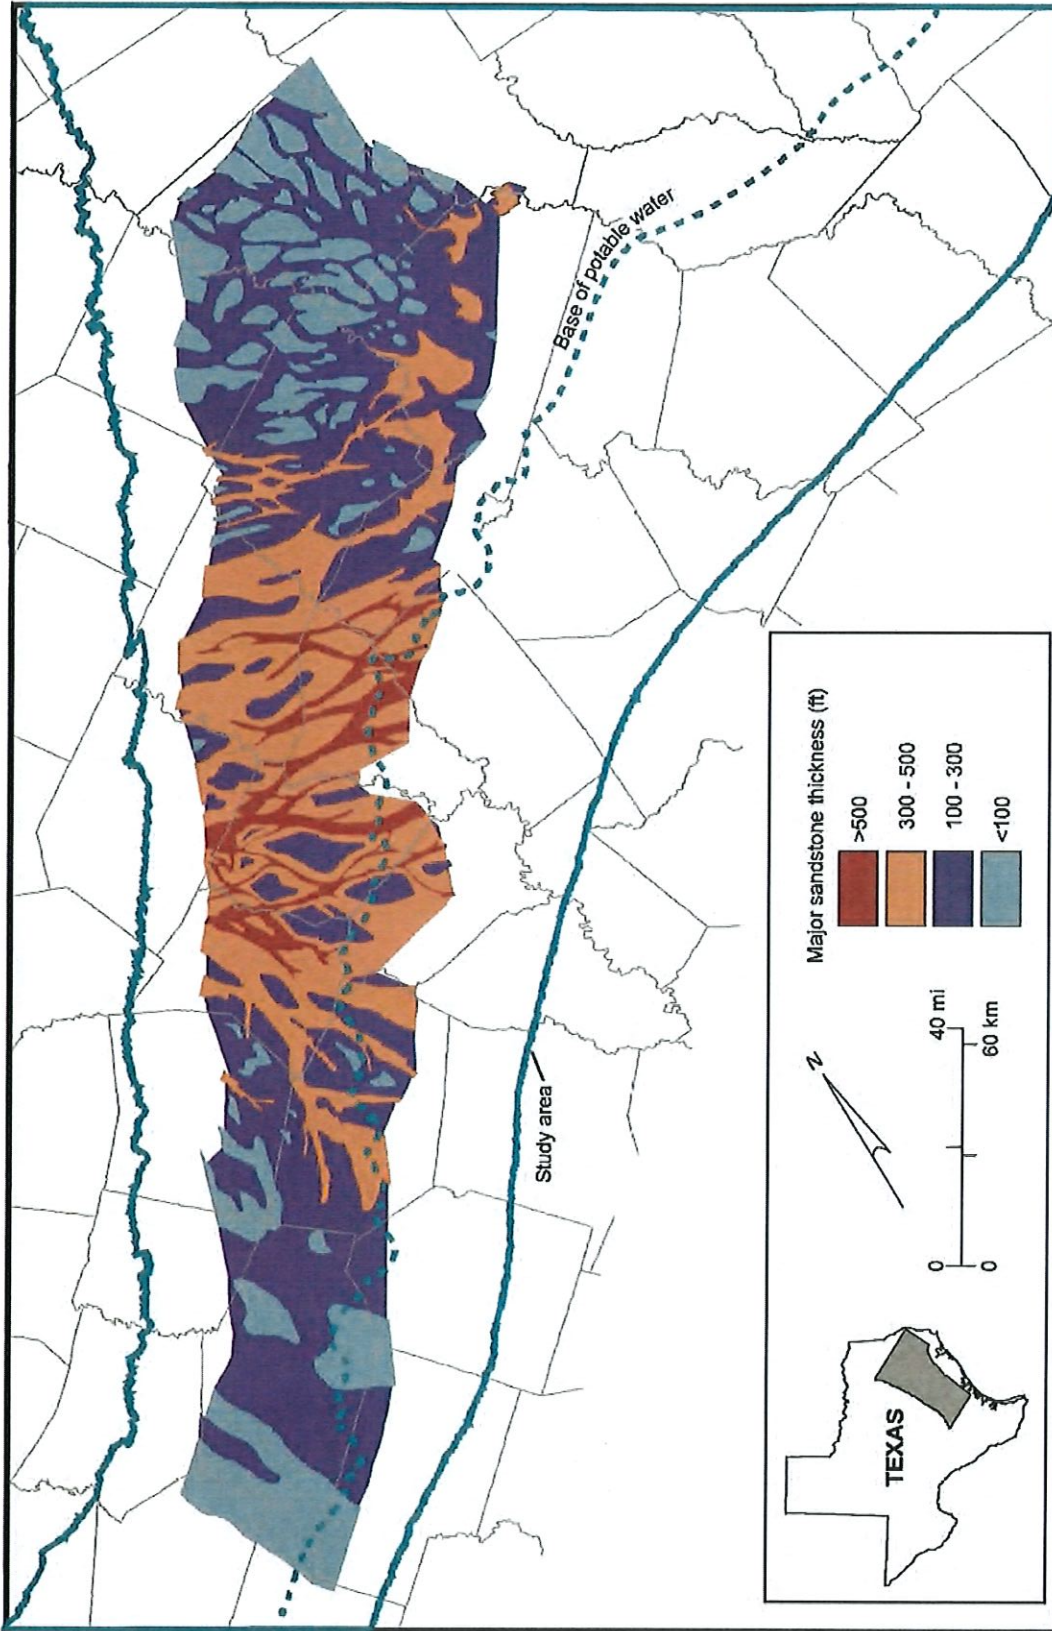 Base of potable water
Study area
Major sandstone thickness (ft)
>500
300 - 500
100 - 300
<100
N
0 40 mi
0 60 km
TEXAS